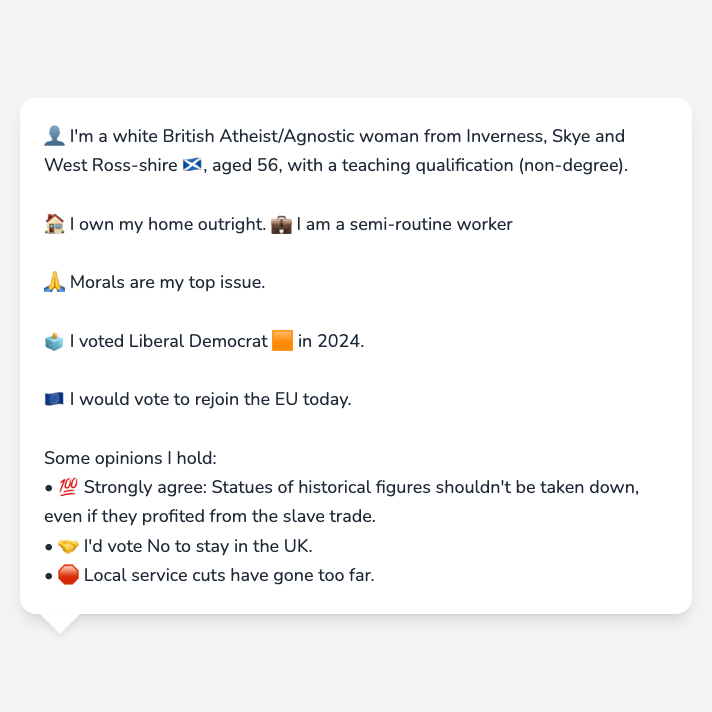 👤 I'm a white British Atheist/Agnostic woman from Inverness, Skye and
West Ross-shire 🏴󠁧󠁢󠁳󠁣󠁴󠁿, aged 56, with a teaching qualification (non-degree).
🏠 I own my home outright. 💼 I am a semi-routine worker
🙏 Morals are my top issue.
🗳️ I voted Liberal Democrat 🟧 in 2024.
🇪🇺 I would vote to rejoin the EU today.
Some opinions I hold:
• 💯 Strongly agree: Statues of historical figures shouldn't be taken down,
even if they profited from the slave trade.
• 🤝 I'd vote No to stay in the UK.
• 🛑 Local service cuts have gone too far.